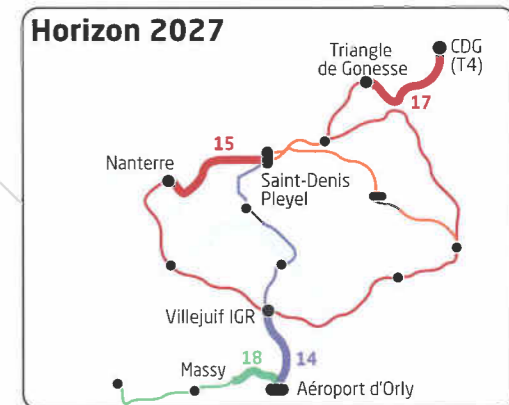 Horizon 2027
Triangle
de Gonesse
CDG
(T4)
17
15
Nanterre
Saint-Denis
Pleyel
Villejuif IGR
18
14
Massy
Aéroport d'Orly